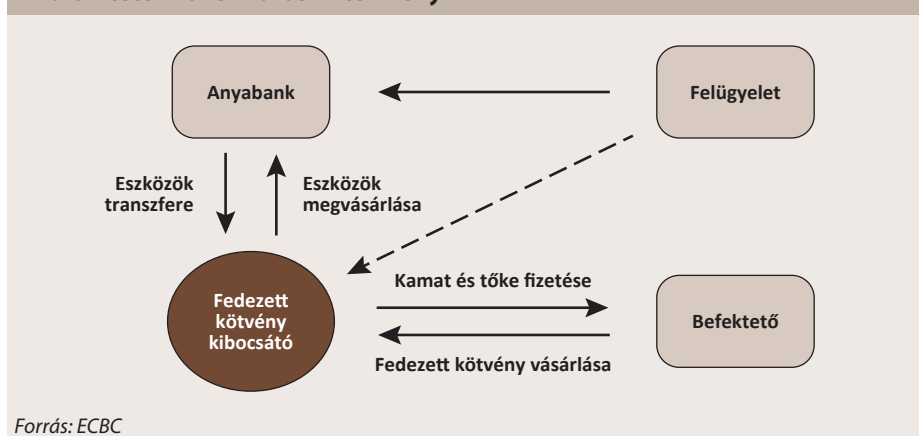 Anyabank
Felügyelet
Eszközök
transzfere
Eszközök
megvásárlása
Fedezett
kötvény
kibocsátó
Kamat és tőke fizetése
Befektető
Fedezett kötvény vásárlása
Forrás: ECBC